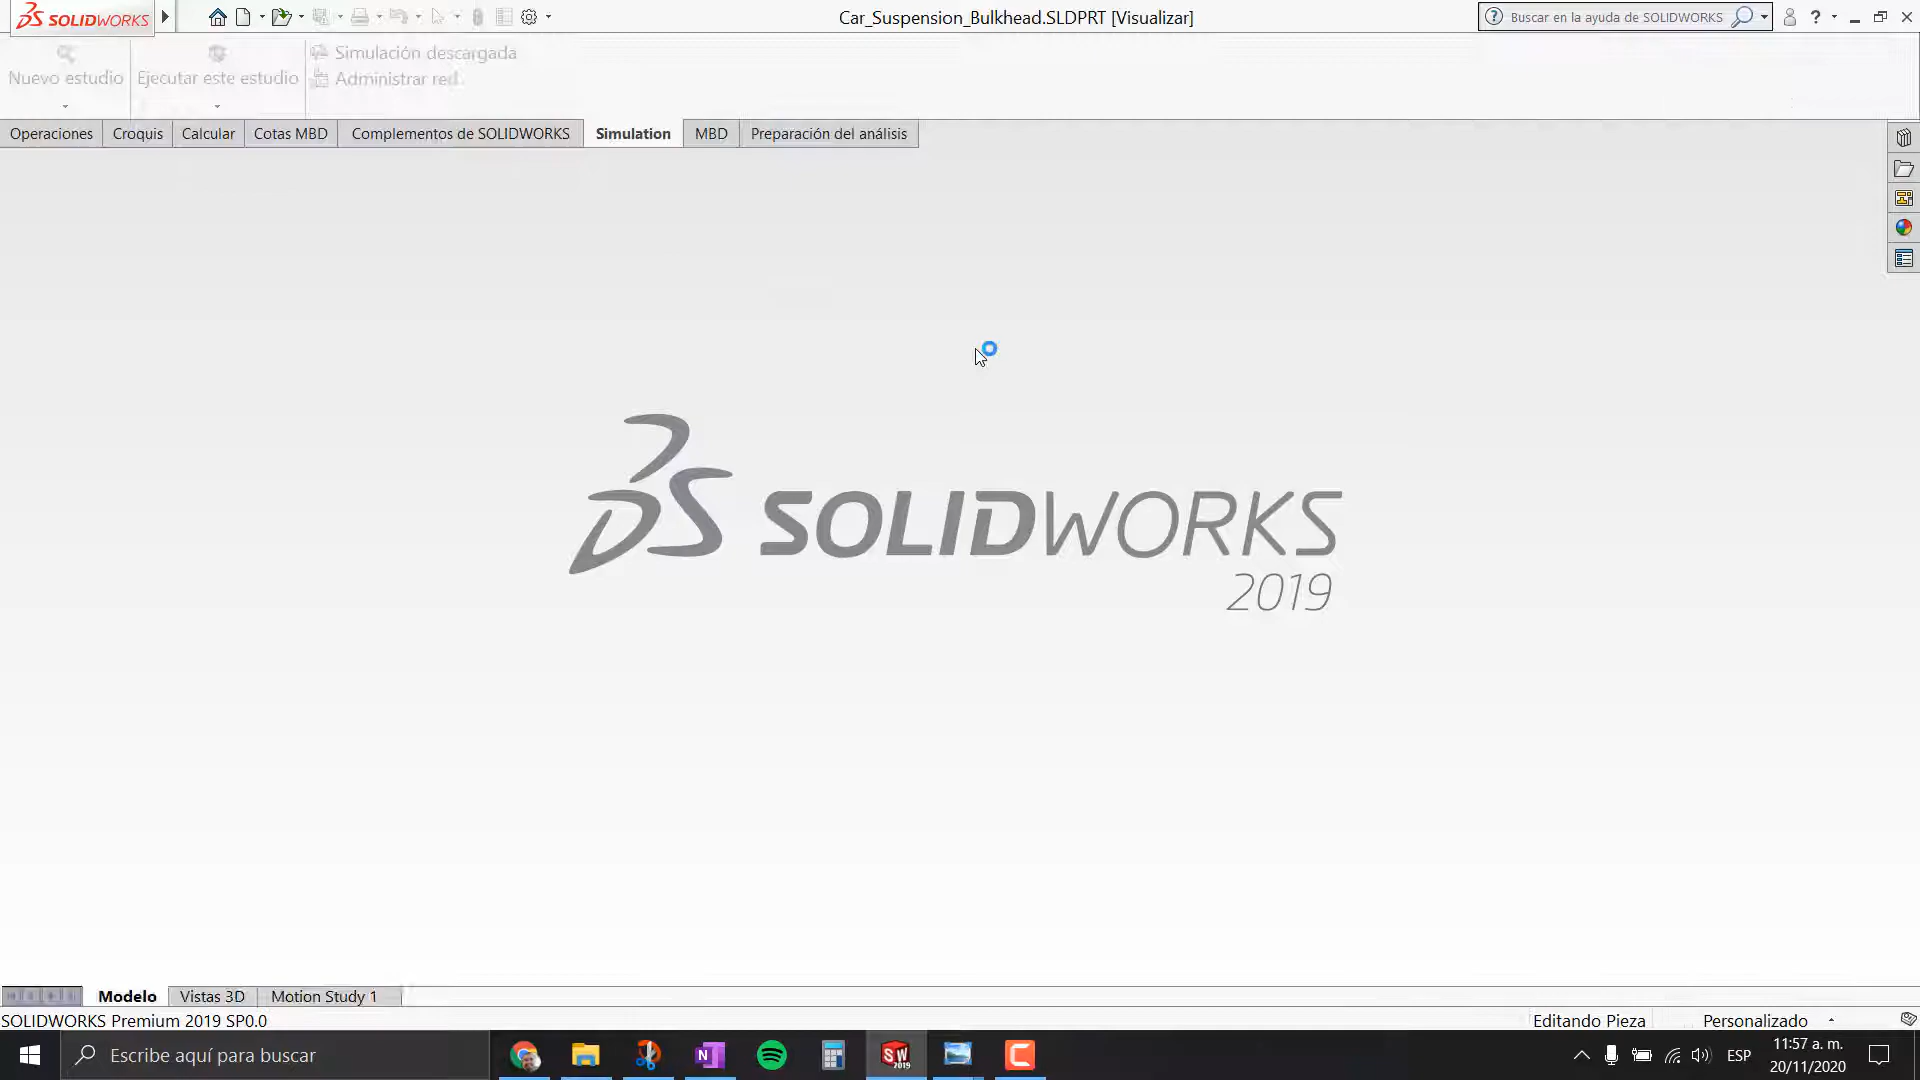 SOLIDWORKS
Car_Suspension_Bulkhead.SLDPRT [Visualizar]
Buscar en la ayuda de SOLIDWORKS
?
Nuevo estudio
Ejecutar este estudio
Simulación descargada
Administrar red
Operaciones
Croquis
Calcular
Cotas MBD
Complementos de SOLIDWORKS
Simulation
MBD
Preparación del análisis
SOLIDWORKS
2019
Modelo
Vistas 3D
Motion Study 1
SOLIDWORKS Premium 2019 SP0.0
Editando Pieza
Personalizado
Escribe aquí para buscar
N
SW
2019
ESP
11:57 a. m.
20/11/2020